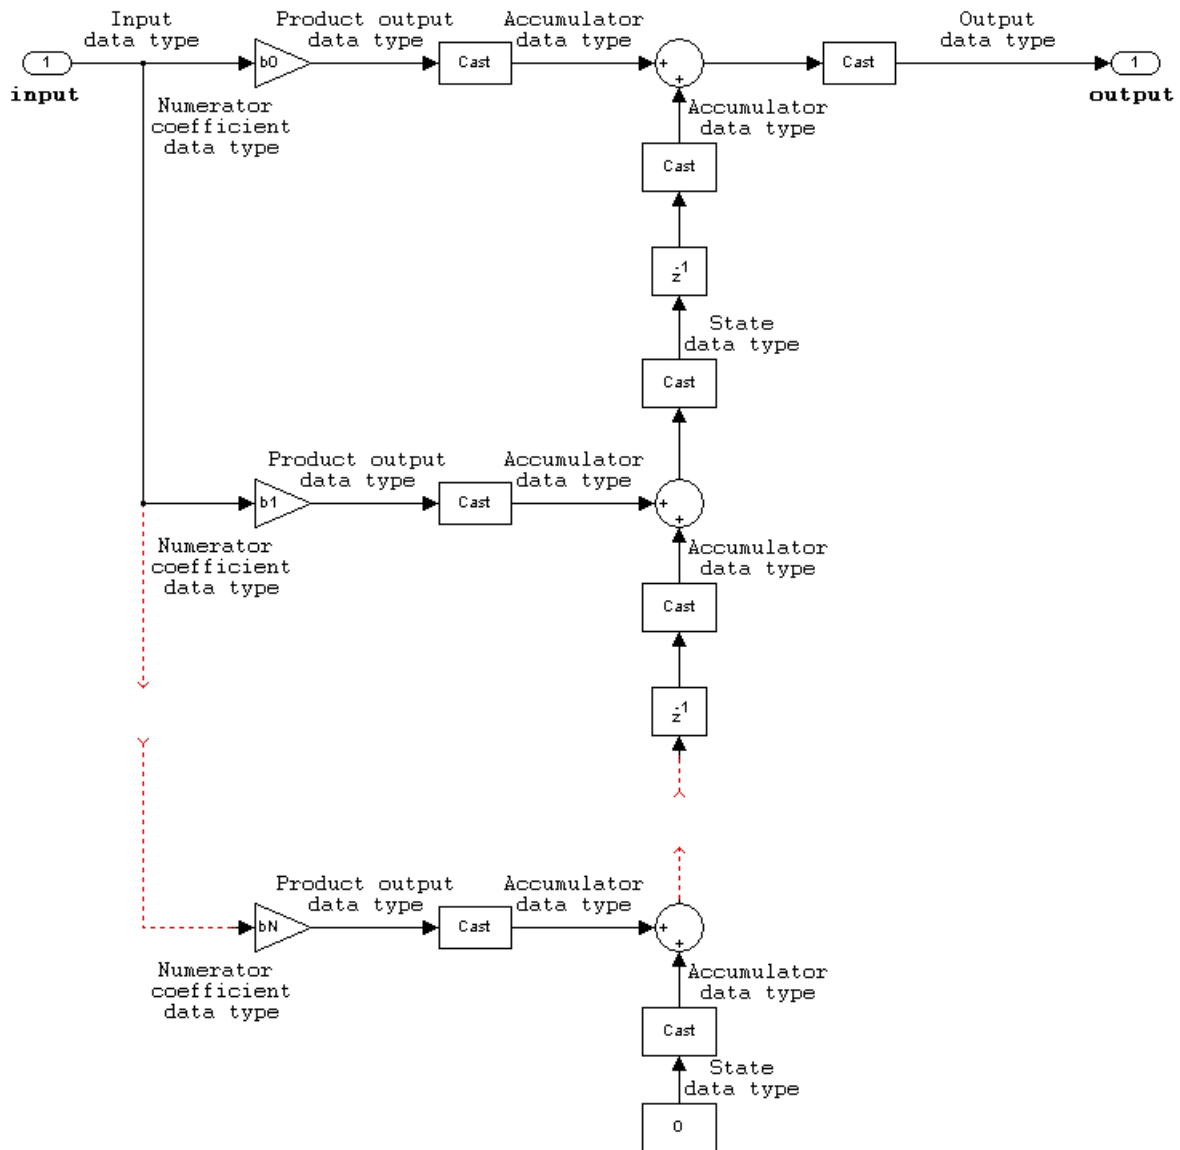 Input
data type
Product output
data type
Accumulator
data type
Output
data type
1
input
b0
Cast
+
+
Cast
1
output
Numerator
coefficient
data type
Accumulator
data type
Cast
z-1
State
data type
Cast
Product output
data type
Accumulator
data type
b1
Cast
+
+
Numerator
coefficient
data type
Accumulator
data type
Cast
z-1
Product output
data type
Accumulator
data type
bN
Cast
+
+
Numerator
coefficient
data type
Accumulator
data type
Cast
State
data type
0